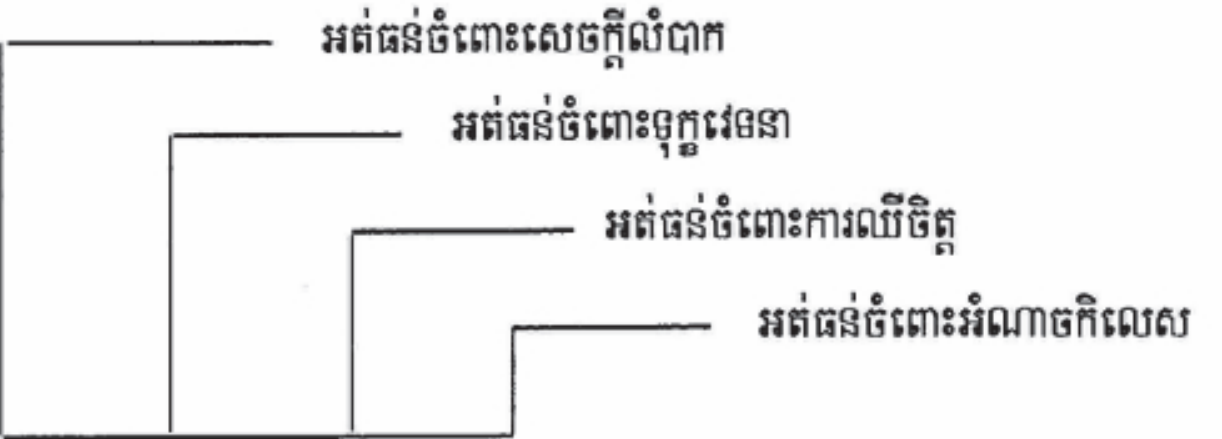 អត់ធន់ចំពោះសេចក្តីលំបាក
អត់ធន់ចំពោះទុក្ខវេទនា
អត់ធន់ចំពោះការឈឺចិត្ត
អត់ធន់ចំពោះអំណាចកិលេស